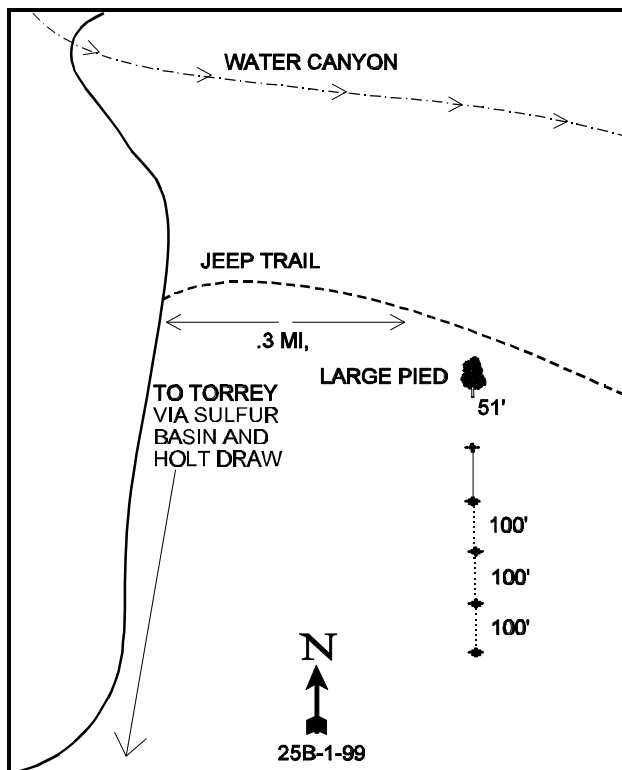 WATER CANYON
JEEP TRAIL
.3 MI,
LARGE PIED
51'
TO TORREY
VIA SULFUR
BASIN AND
HOLT DRAW
100'
100'
100'
N
25B-1-99